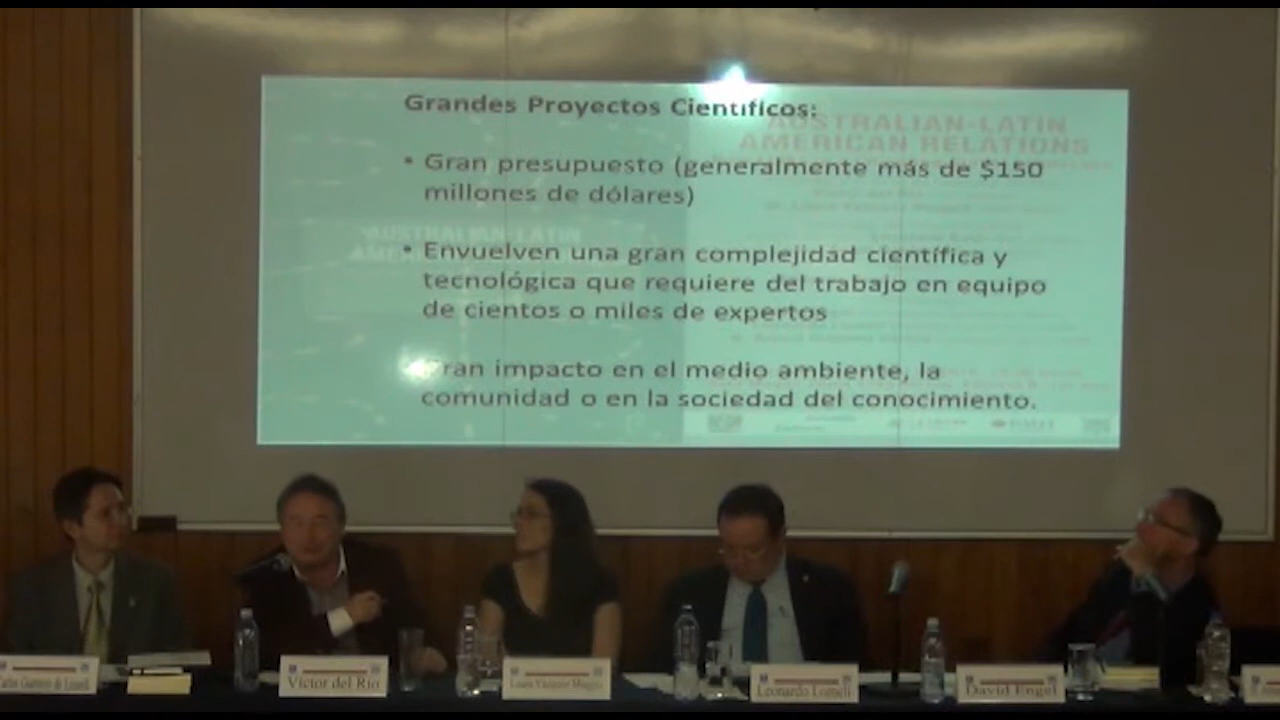 Grandes Proyectos Científicos:
AUSTRALIAN-LATIN
AMERICAN RELATIONS
• Gran presupuesto (generalmente más de $150
millones de dólares)
• Envuelven una gran complejidad científica y
tecnológica que requiere del trabajo en equipo
de cientos o miles de expertos
Gran impacto en el medio ambiente, la
comunidad o en la sociedad del conocimiento.
Víctor del Río
Leonardo Lomelí
David Engel